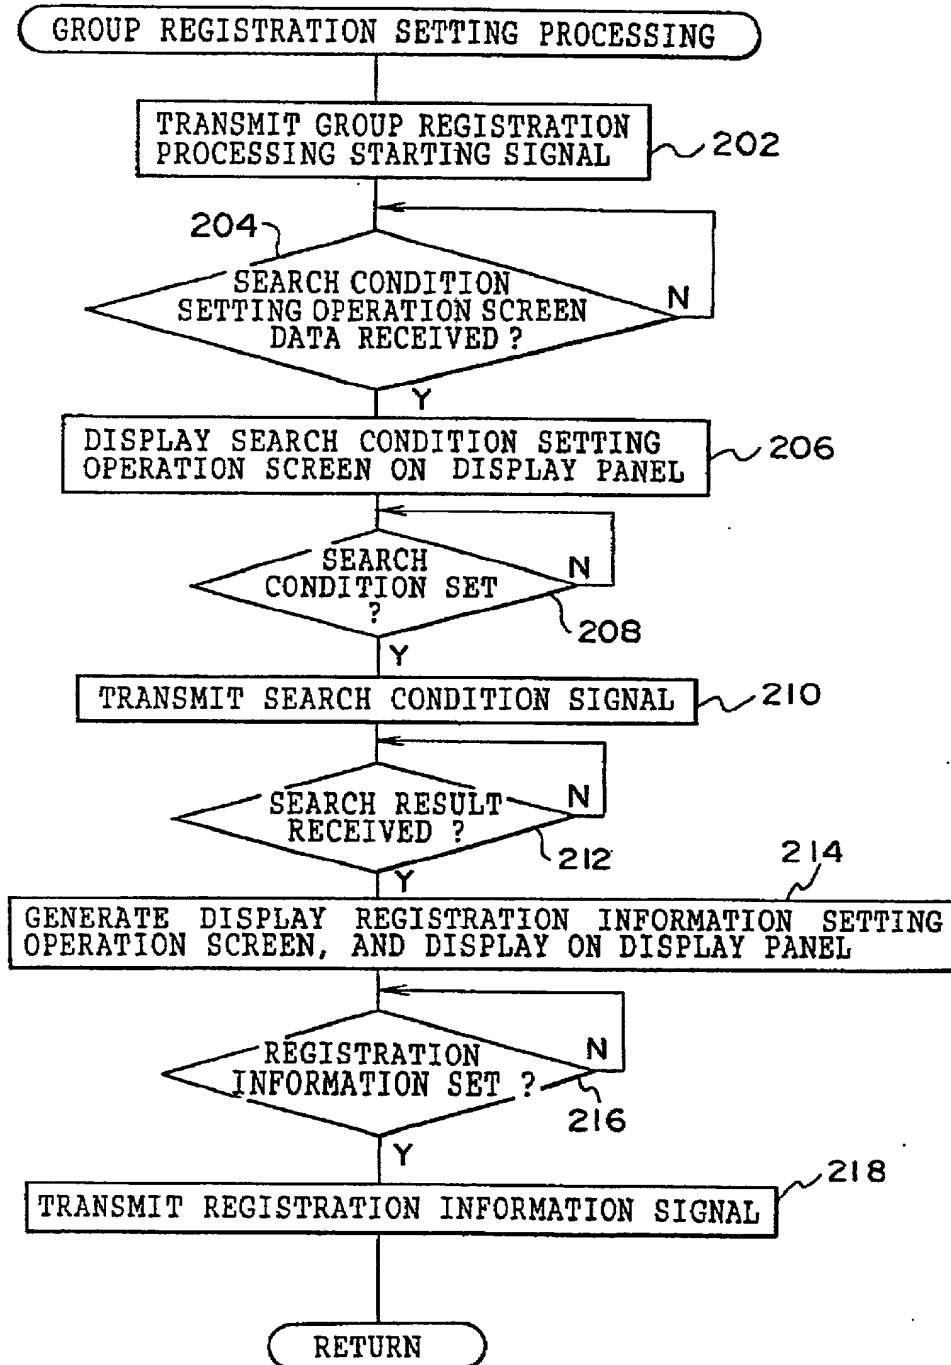 GROUP REGISTRATION SETTING PROCESSING
TRANSMIT GROUP REGISTRATION
PROCESSING STARTING SIGNAL
202
204
SEARCH CONDITION
SETTING OPERATION SCREEN
DATA RECEIVED ?
N
Y
DISPLAY SEARCH CONDITION SETTING
OPERATION SCREEN ON DISPLAY PANEL
206
SEARCH
CONDITION SET
?
N
208
Y
TRANSMIT SEARCH CONDITION SIGNAL
210
SEARCH RESULT
RECEIVED ?
N
212
Y
214
GENERATE DISPLAY REGISTRATION INFORMATION SETTING
OPERATION SCREEN, AND DISPLAY ON DISPLAY PANEL
REGISTRATION
INFORMATION SET ?
N
216
Y
218
TRANSMIT REGISTRATION INFORMATION SIGNAL
RETURN